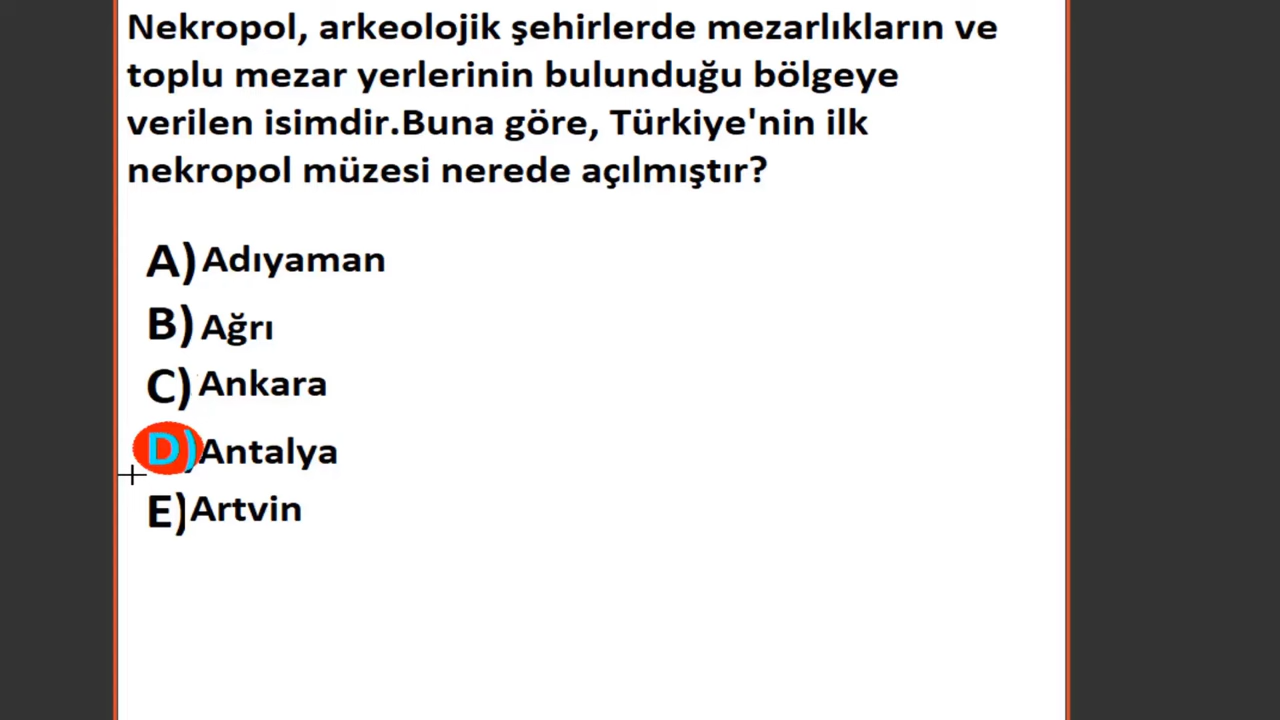 Nekropol, arkeolojik şehirlerde mezarlıkların ve
toplu mezar yerlerinin bulunduğu bölgeye
verilen isimdir.Buna göre, Türkiye'nin ilk
nekropol müzesi nerede açılmıştır?
A) Adıyaman
B) Ağrı
C) Ankara
D) Antalya
E) Artvin